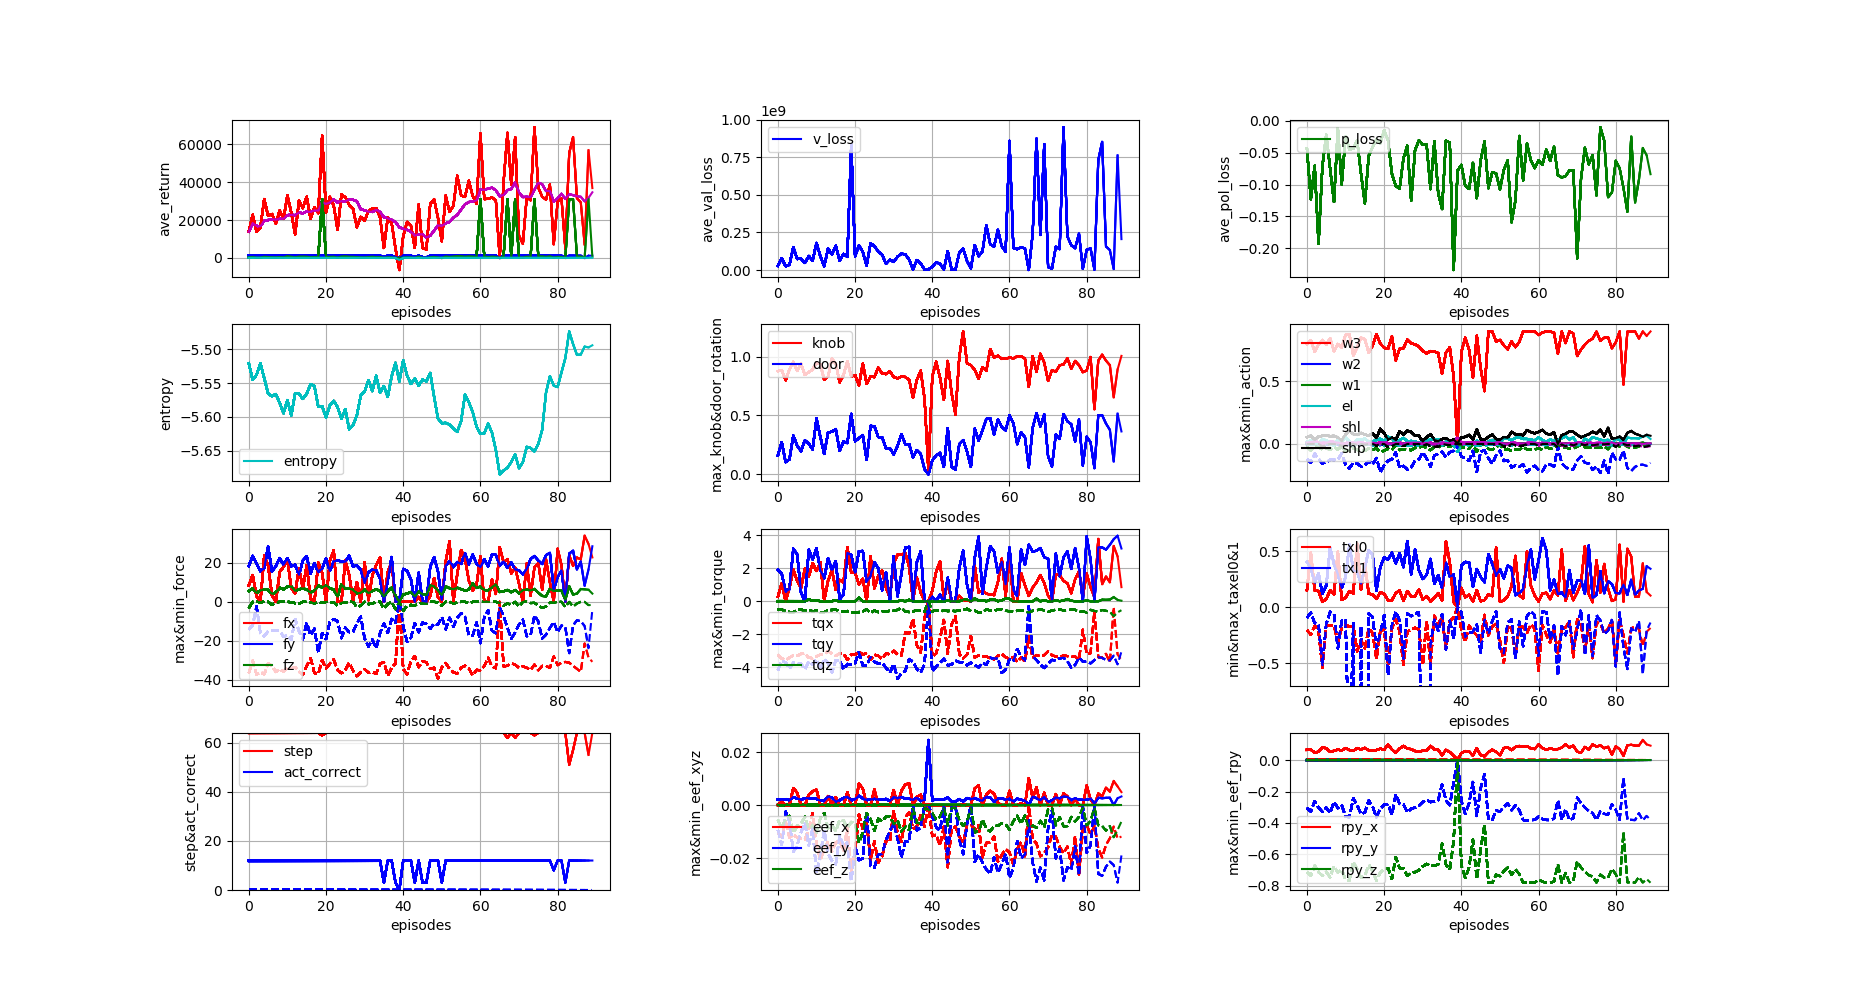 1e9
60000
40000
20000
0
ave_return
0 20 40 60 80
episodes
1.00
0.75
0.50
0.25
0.00
ave_val_loss
v_loss
0 20 40 60 80
episodes
0.00
−0.05
−0.10
−0.15
−0.20
ave_pol_loss
p_loss
0 20 40 60 80
episodes
−5.50
−5.55
−5.60
−5.65
entropy
entropy
0 20 40 60 80
episodes
1.0
0.5
0.0
max_knob&door_rotation
knob
door
0 20 40 60 80
episodes
0.5
0.0
max&min_action
w3
w2
w1
el
shl
shp
0 20 40 60 80
episodes
20
0
−20
−40
max&min_force
fx
fy
fz
0 20 40 60 80
episodes
4
2
0
−2
−4
max&min_torque
tqx
tqy
tqz
0 20 40 60 80
episodes
0.5
0.0
−0.5
min&max_taxel0&1
txl0
txl1
0 20 40 60 80
episodes
60
40
20
0
step&act_correct
step
act_correct
0 20 40 60 80
episodes
0.02
0.00
−0.02
max&min_eef_xyz
eef_x
eef_y
eef_z
0 20 40 60 80
episodes
0.0
−0.2
−0.4
−0.6
−0.8
max&min_eef_rpy
rpy_x
rpy_y
rpy_z
0 20 40 60 80
episodes